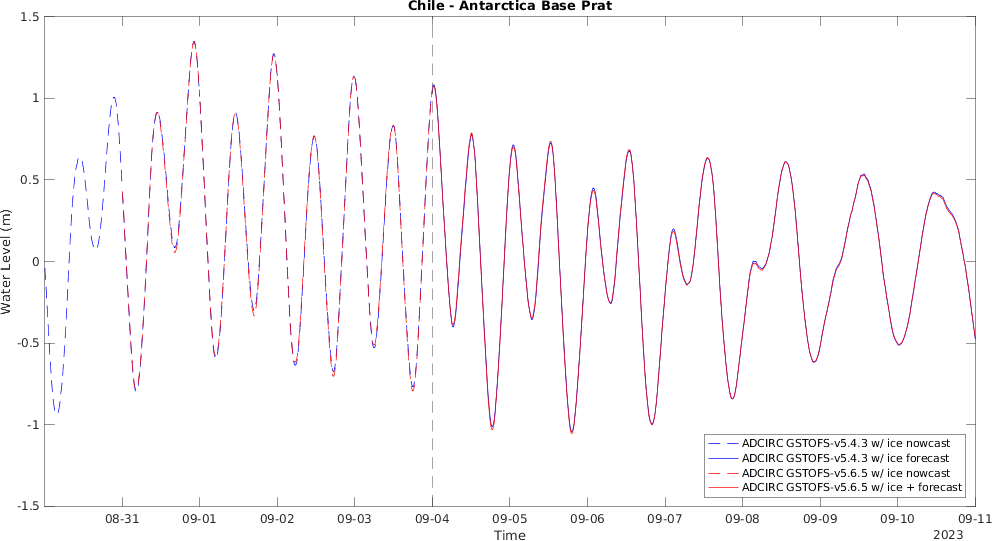 Chile - Antarctica Base Prat
1.5
1
0.5
0
-0.5
-1
-1.5
Water Level (m)
08-31 09-01 09-02 09-03 09-04 09-05 09-06 09-07 09-08 09-09 09-10 09-11
Time
2023
ADCIRC GSTOFS-v5.4.3 w/ ice nowcast
ADCIRC GSTOFS-v5.4.3 w/ ice forecast
ADCIRC GSTOFS-v5.6.5 w/ ice nowcast
ADCIRC GSTOFS-v5.6.5 w/ ice + forecast